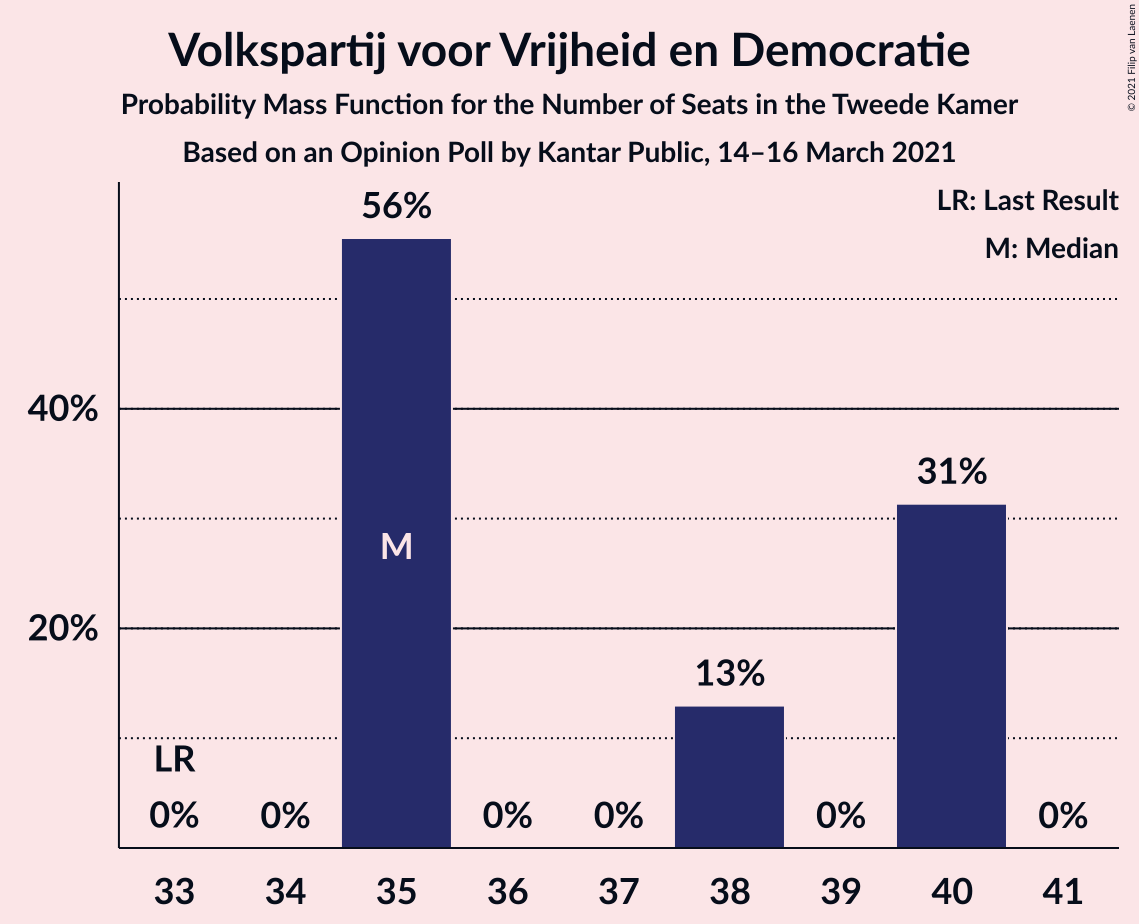 Volkspartij voor Vrijheid en Democratie
Probability Mass Function for the Number of Seats in the Tweede Kamer
Based on an Opinion Poll by Kantar Public, 14–16 March 2021
© 2021 Filip van Laenen
LR: Last Result
M: Median
56%
40%
31%
M
20%
13%
LR
0% 0% 0% 0% 0% 0%
33 34 35 36 37 38 39 40 41